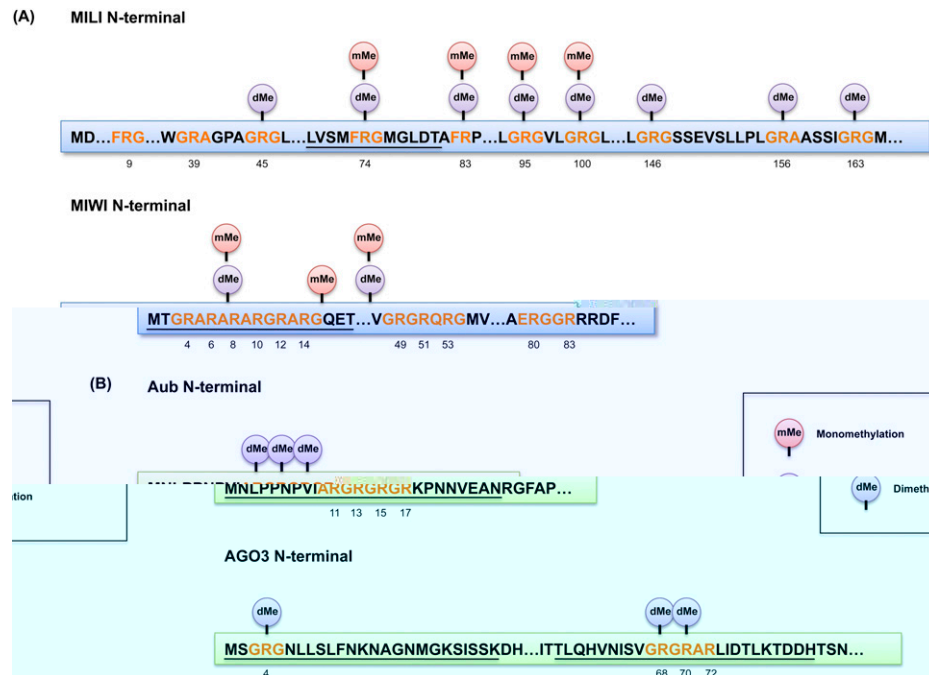 (A)
MILI N-terminal
mMe mMe mMe mMe
dMe dMe dMe dMe dMe dMe dMe dMe
MD...FRG...WGRAGPAGRGL...LVSMFRGMGLDTAFRP...LGRGVLGRGL...LGRGSSEVSLLPLGRAASSIGRGM...
9 39 45 74 83 95 100 146 156 163
MIWI N-terminal
mMe mMe
dMe mMe dMe
MTGRARARARGRARGQET...VGRGRQRGMV...AERGGRRRDF...
4 6 8 10 12 14 49 51 53 80 83
(B) Aub N-terminal
mMe Monomethylation
dMe dMe dMe
MNLPPNPVIARGRGRGRKPNNVEANRGFAP...
dMe Dimeth
11 13 15 17
AGO3 N-terminal
dMe dMe dMe
MSGRGNLLSLFNKNAGNMGKSISSKDH...ITTLQHVNISVGRGRARLIDTLKTDDHTSN...
4 68 70 72